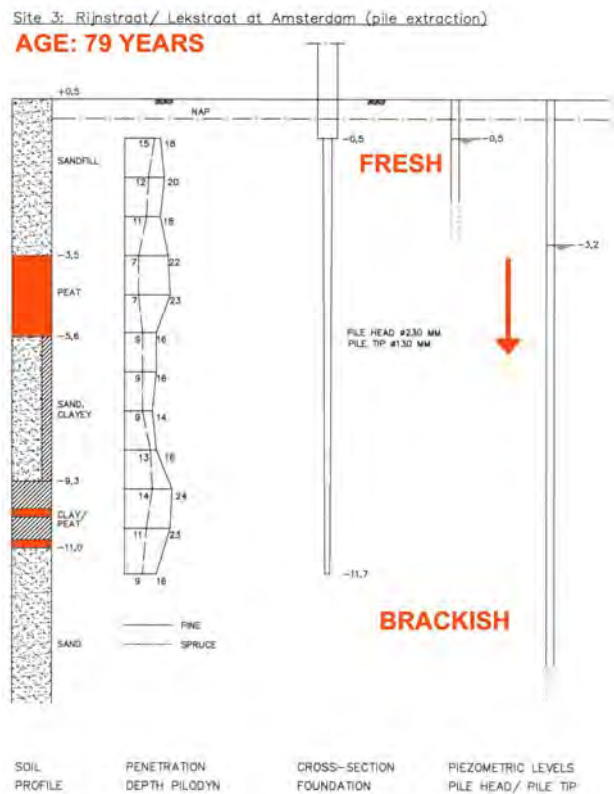 Site 3: Rijnstraat/ Lekstraat at Amsterdam (pile extraction)
AGE: 79 YEARS
+0,5
NAP
15 18
-0,5
-0,5
SANDFILL
FRESH
12 20
11 18
-3,2
-3,5
7 22
PEAT
7 23
PILE HEAD ø230 MM
PILE TIP ø130 MM
-5,6
9 16
9 16
SAND,
CLAYEY
9 14
13 16
-9,3
14 24
CLAY/
PEAT
11 23
-11,0
9 16
-11,7
BRACKISH
PINE
SAND
SPRUCE
SOIL PENETRATION CROSS-SECTION PIEZOMETRIC LEVELS
PROFILE DEPTH PILODYN FOUNDATION PILE HEAD/ PILE TIP